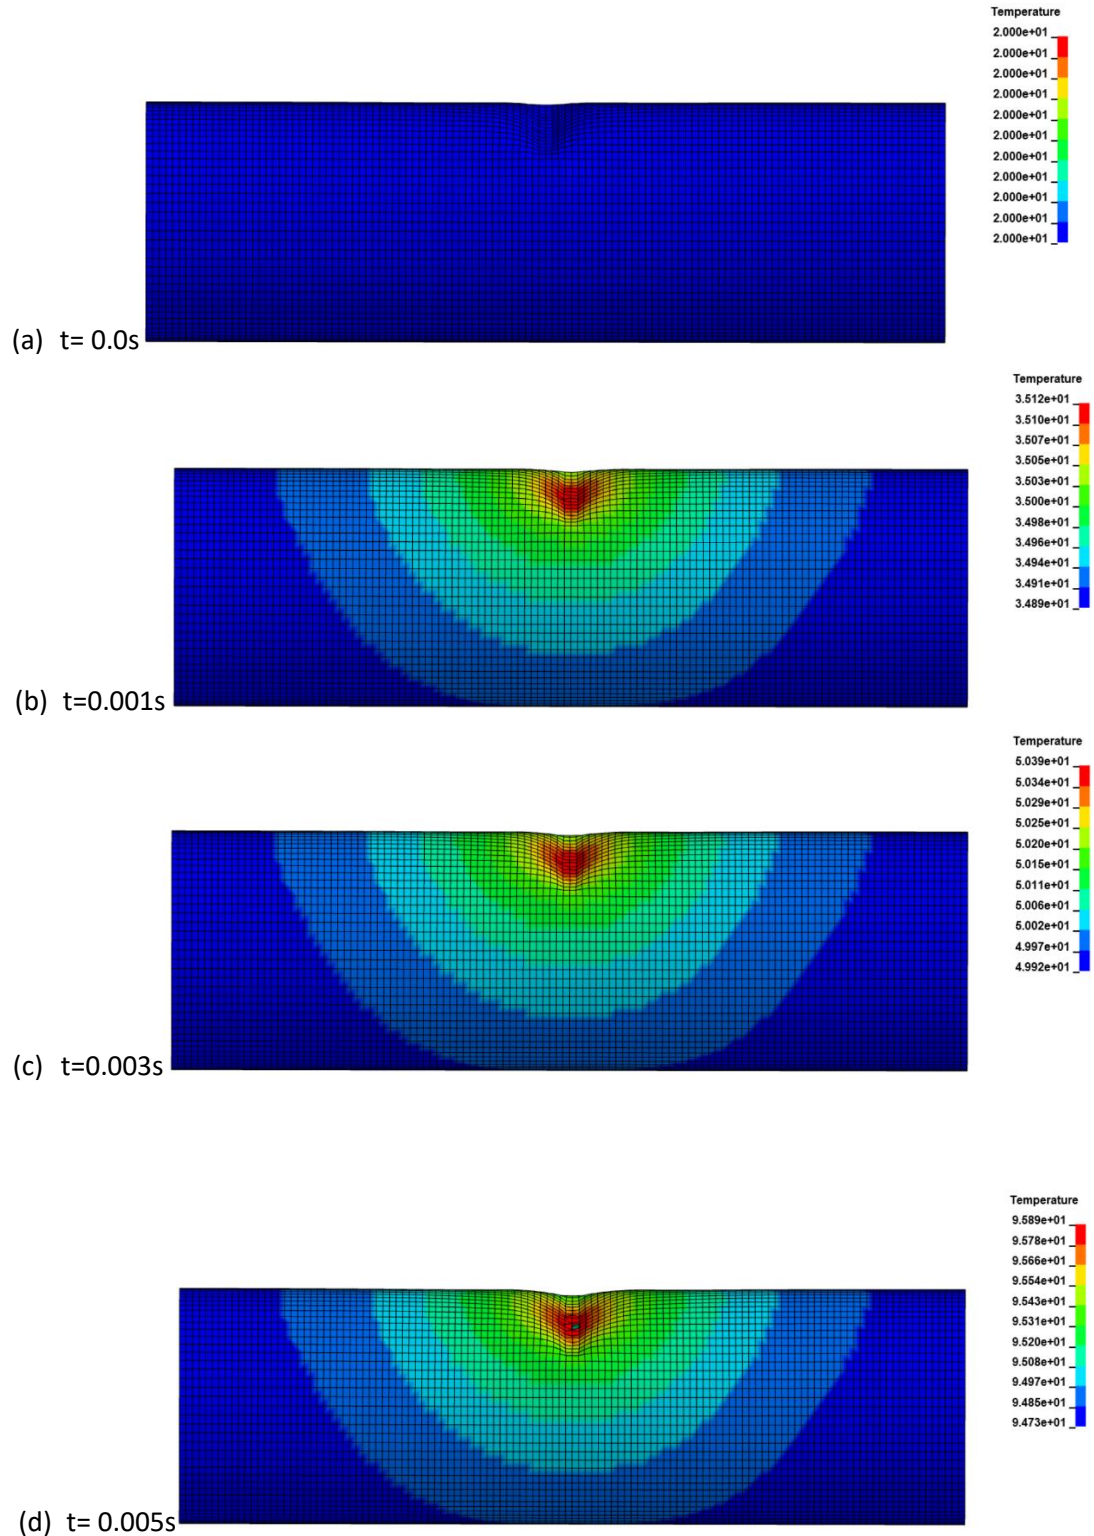 Temperature
2.000e+01
2.000e+01
2.000e+01
2.000e+01
2.000e+01
2.000e+01
2.000e+01
2.000e+01
2.000e+01
2.000e+01
2.000e+01
(a) t= 0.0s
Temperature
3.512e+01
3.510e+01
3.507e+01
3.505e+01
3.503e+01
3.500e+01
3.498e+01
3.496e+01
3.494e+01
3.491e+01
3.489e+01
(b) t=0.001s
Temperature
5.039e+01
5.034e+01
5.029e+01
5.025e+01
5.020e+01
5.015e+01
5.011e+01
5.006e+01
5.002e+01
4.997e+01
4.992e+01
(c) t=0.003s
Temperature
9.589e+01
9.578e+01
9.566e+01
9.554e+01
9.543e+01
9.531e+01
9.520e+01
9.508e+01
9.497e+01
9.485e+01
9.473e+01
(d) t= 0.005s